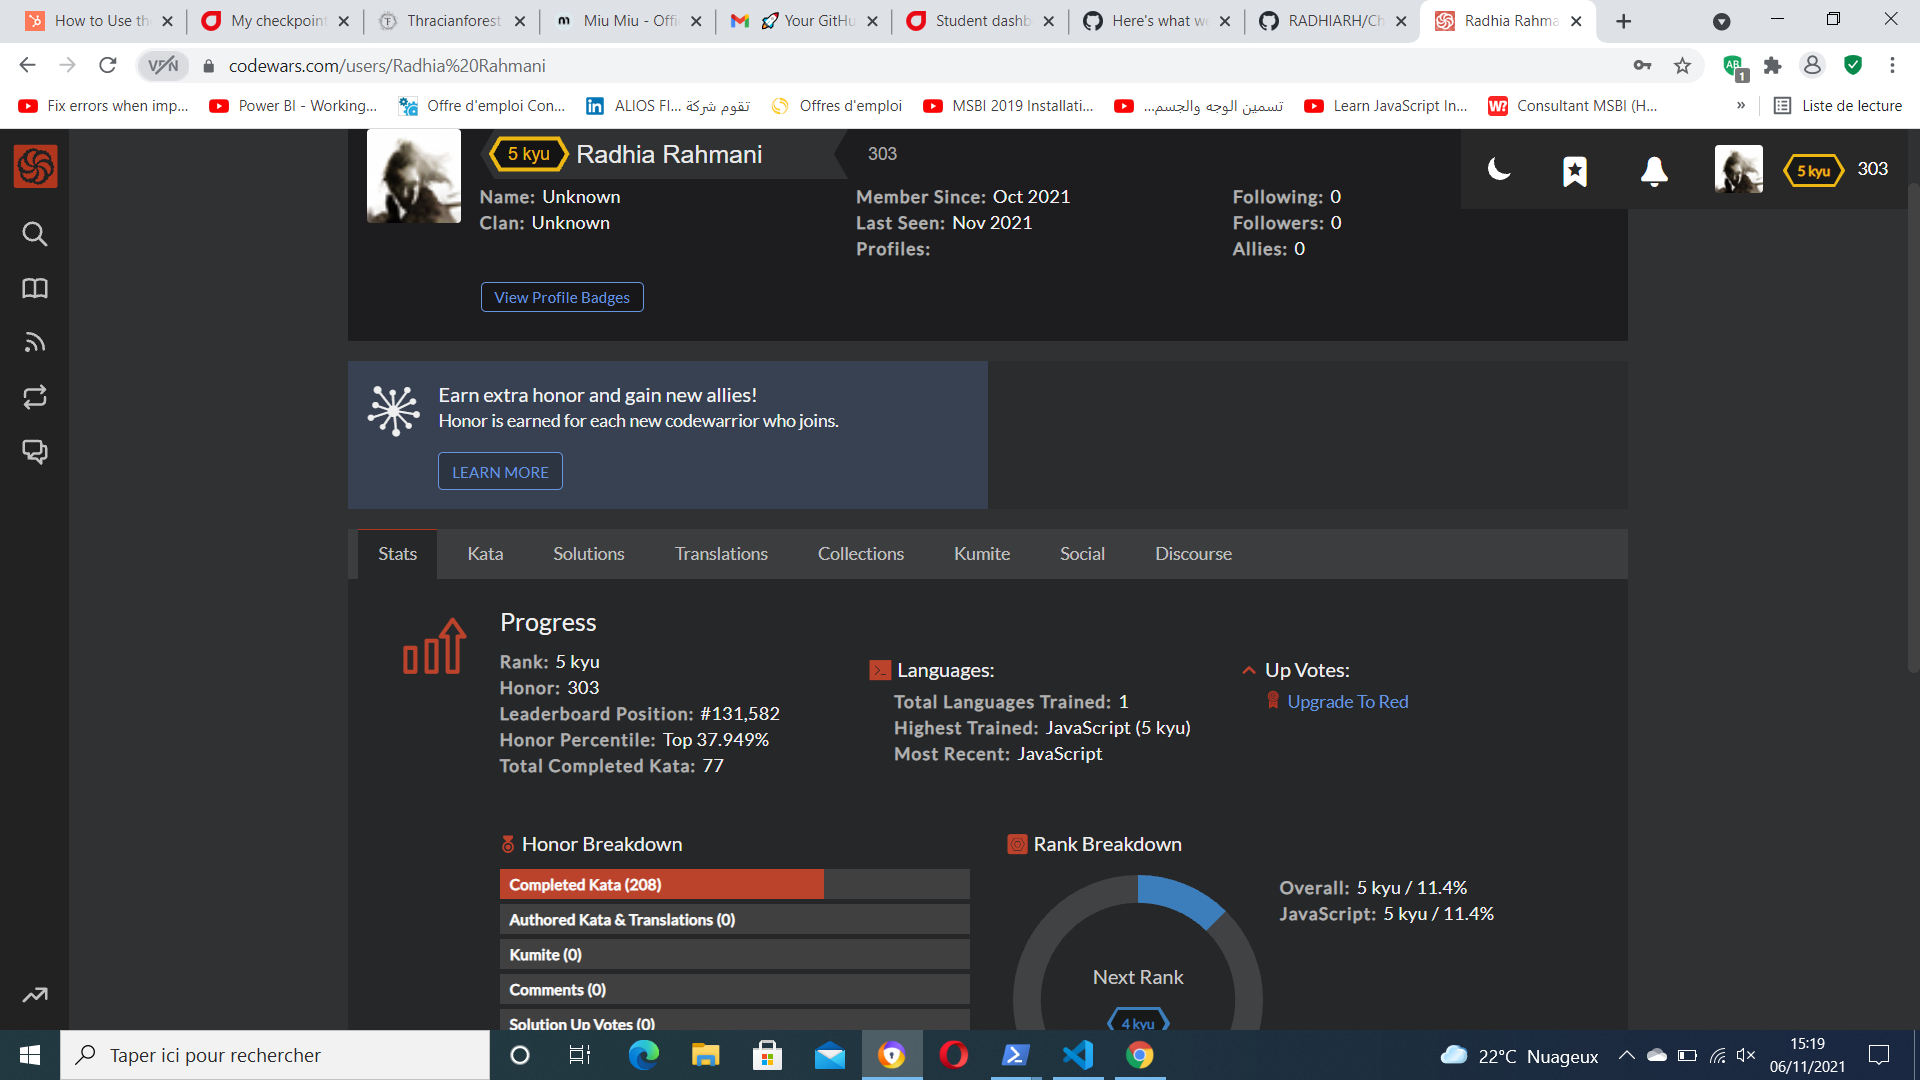 How to Use th
My checkpoint
Thracianforest
Miu Miu - Offi
🚀 Your GitHu
Student dashb
Here's what w
RADHIARH/Ch
Radhia Rahma
VPN
codewars.com/users/Radhia%20Rahmani
1
Fix errors when imp...
Power BI - Working...
Offre d'emploi Con...
ALIOS FI... تقوم شركة
Offres d'emploi
MSBI 2019 Installati...
تسمين الوجه والجسم...
Learn JavaScript In...
Consultant MSBI (H...
»
Liste de lecture
5 kyu Radhia Rahmani 303
5 kyu 303
Name: Unknown
Clan: Unknown
Member Since: Oct 2021
Last Seen: Nov 2021
Profiles:
Following: 0
Followers: 0
Allies: 0
View Profile Badges
Earn extra honor and gain new allies!
Honor is earned for each new codewarrior who joins.
LEARN MORE
Stats Kata Solutions Translations Collections Kumite Social Discourse
Progress
Rank: 5 kyu
Honor: 303
Leaderboard Position: #131,582
Honor Percentile: Top 37.949%
Total Completed Kata: 77
Languages:
Total Languages Trained: 1
Highest Trained: JavaScript (5 kyu)
Most Recent: JavaScript
Up Votes:
Upgrade To Red
Honor Breakdown
Completed Kata (208)
Authored Kata & Translations (0)
Kumite (0)
Comments (0)
Solution Up Votes (0)
Rank Breakdown
Overall: 5 kyu / 11.4%
JavaScript: 5 kyu / 11.4%
Next Rank
4 kyu
Taper ici pour rechercher
22°C Nuageux
15:19
06/11/2021